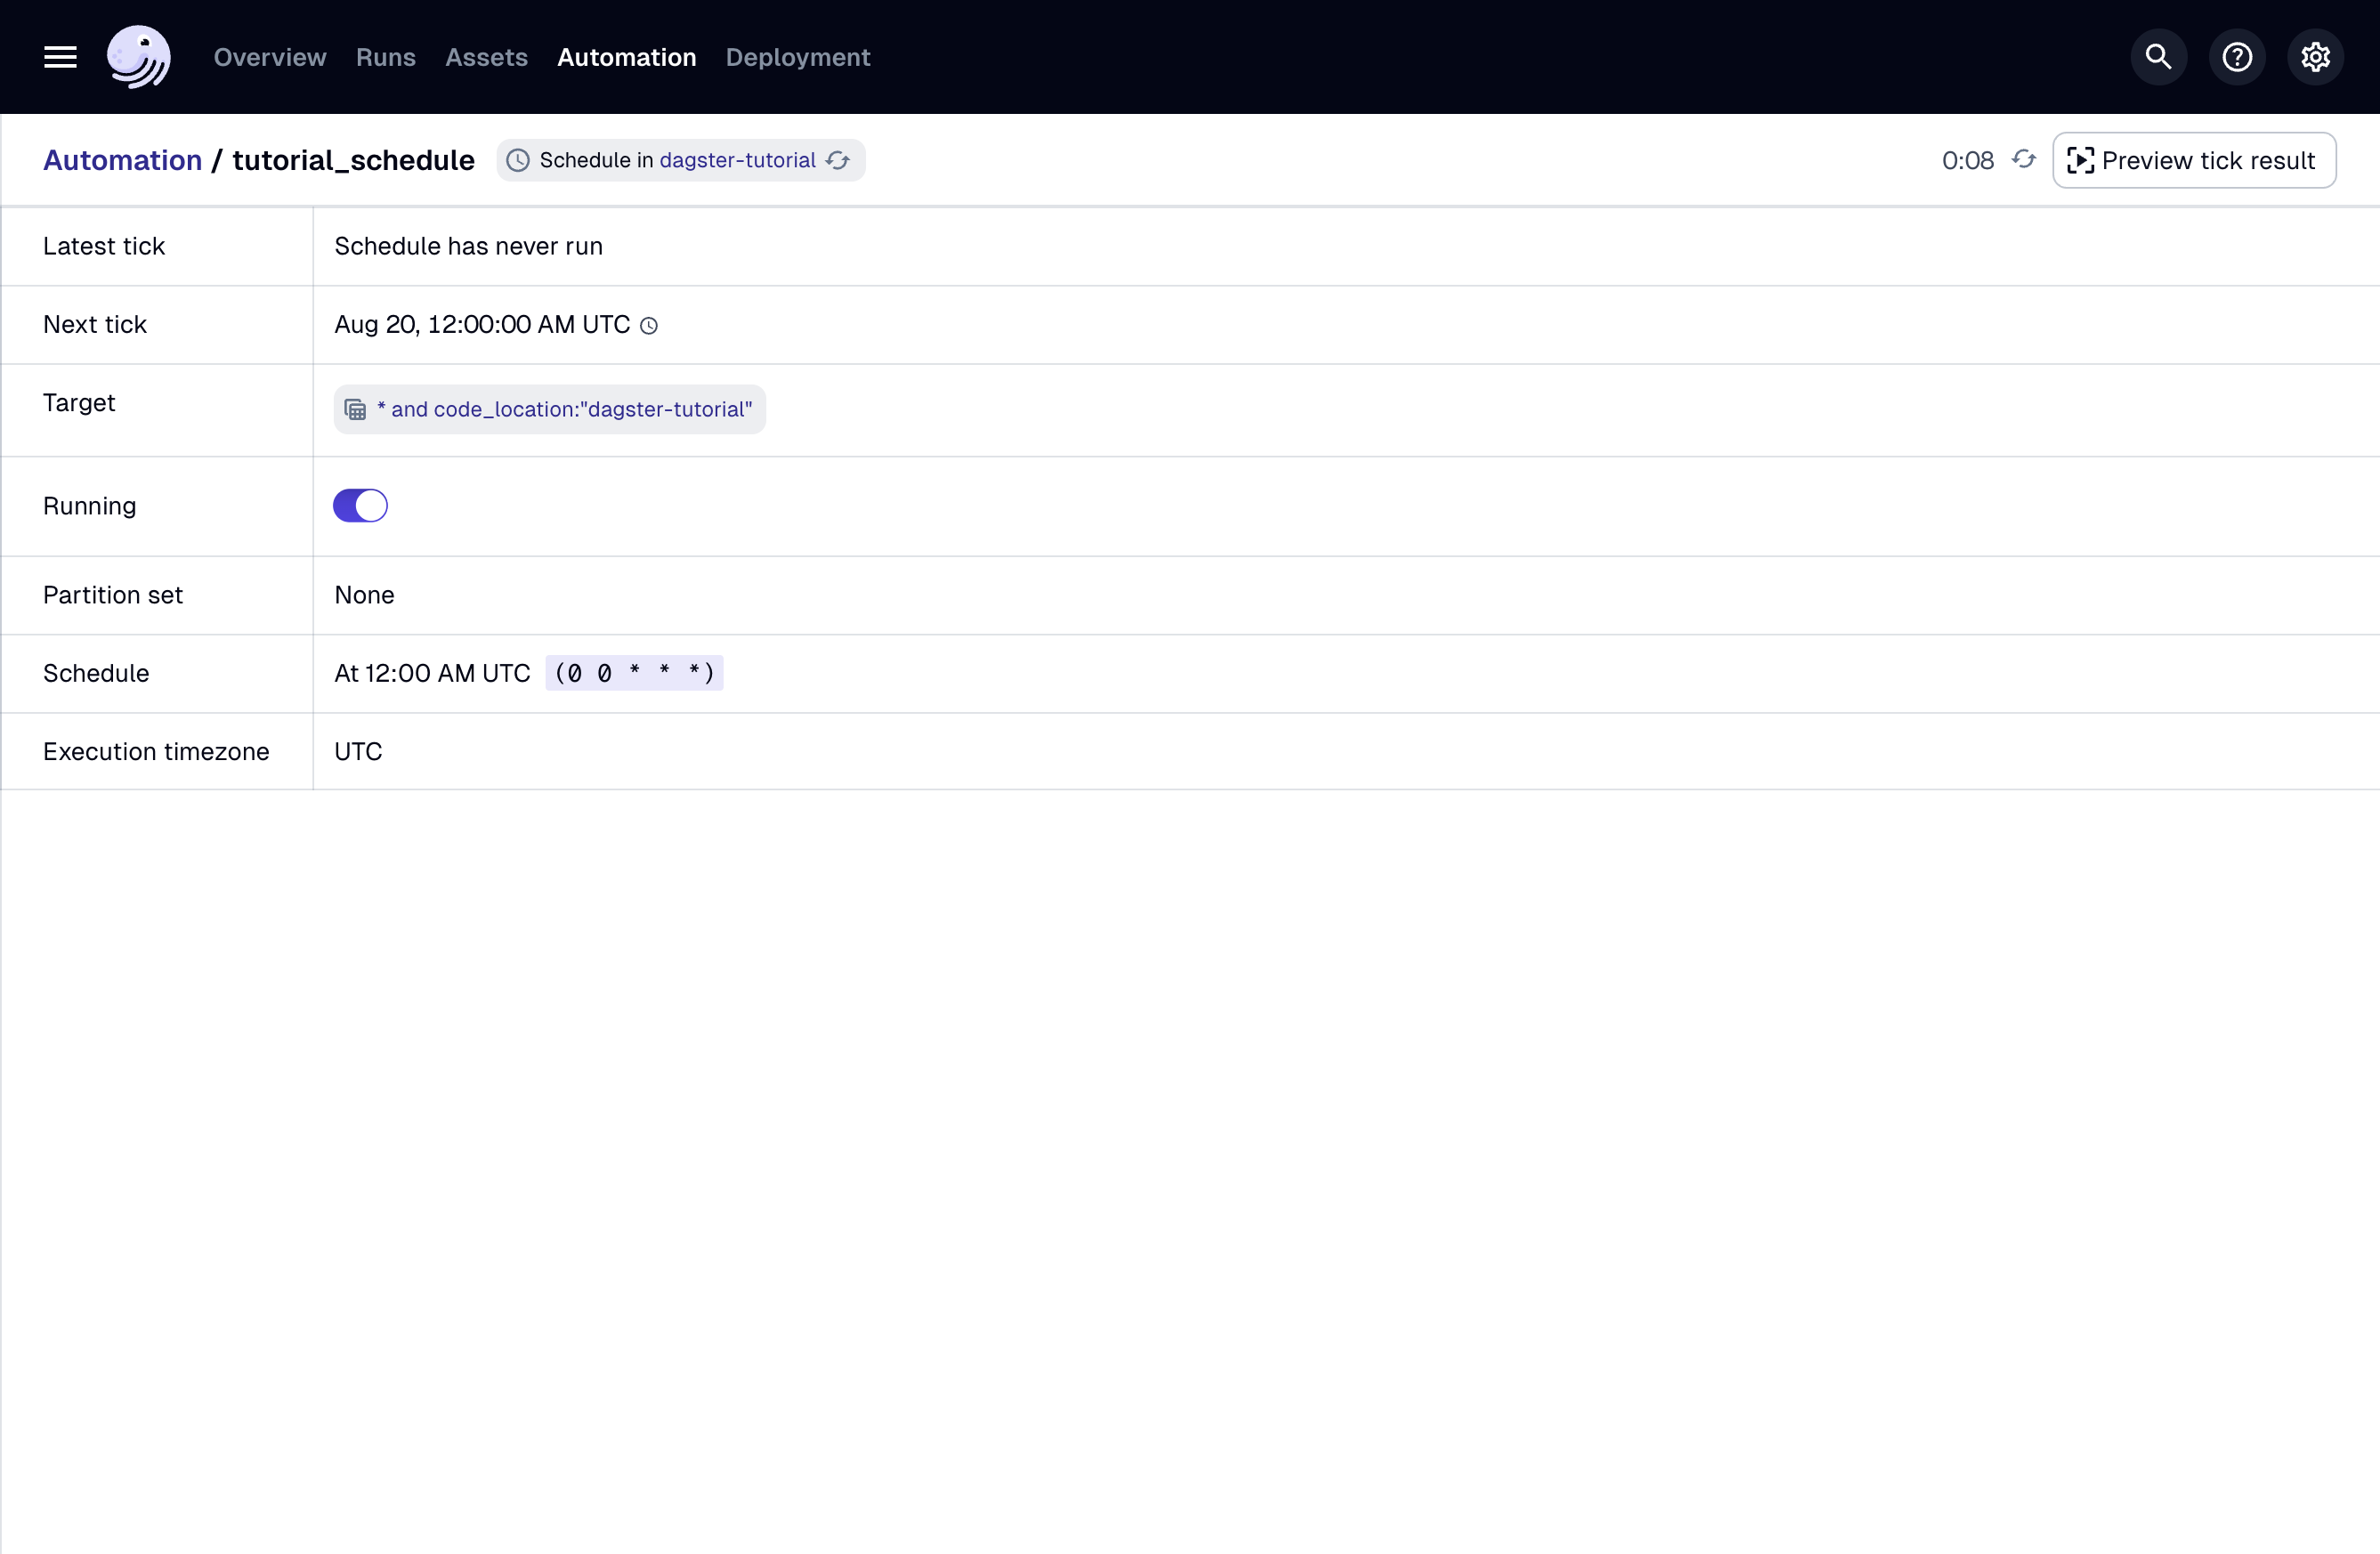 Overview Runs Assets Automation Deployment
Automation / tutorial_schedule Schedule in dagster-tutorial 0:08 Preview tick result
Latest tick Schedule has never run
Next tick Aug 20, 12:00:00 AM UTC
Target * and code_location:"dagster-tutorial"
Running
Partition set None
Schedule At 12:00 AM UTC (0 0 * * *)
Execution timezone UTC